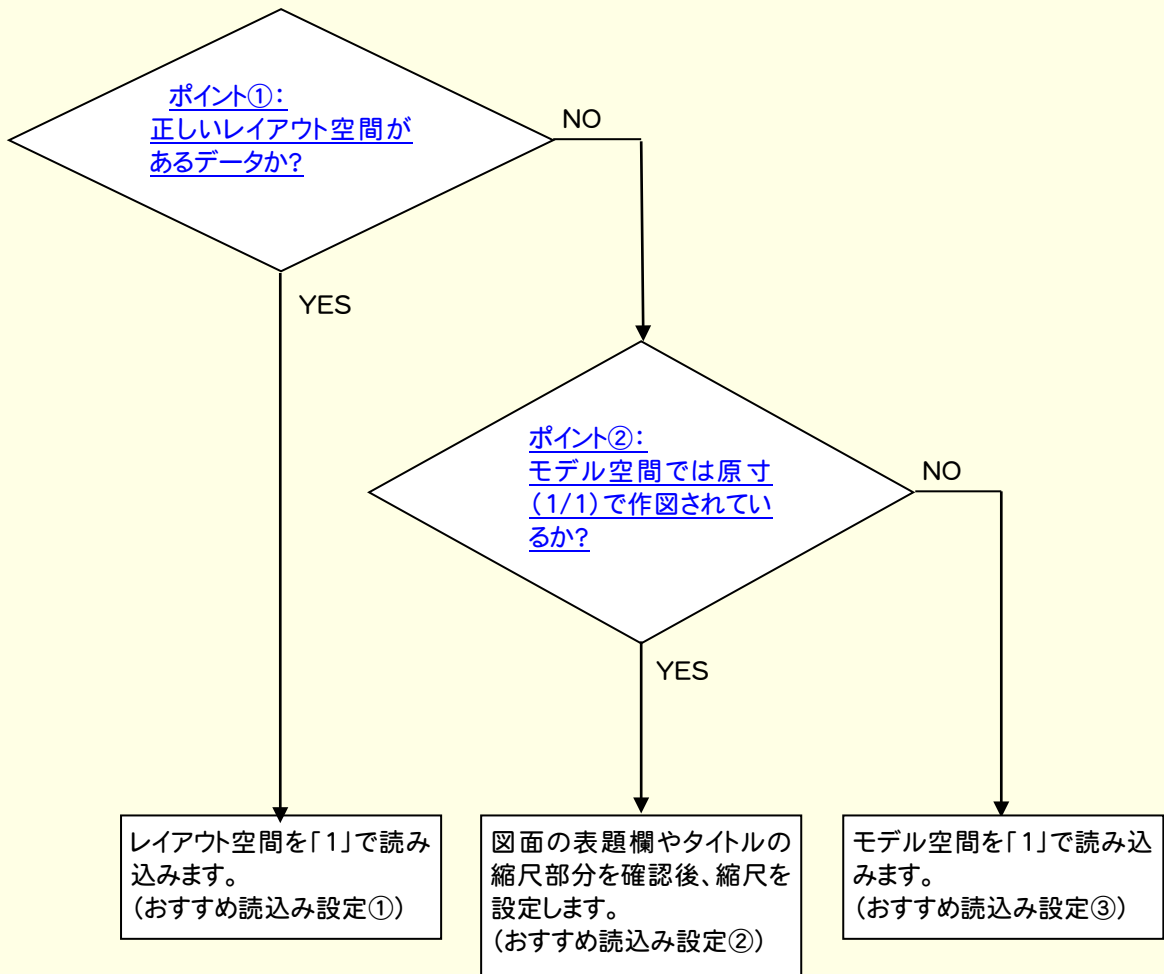 ポイント①：
正しいレイアウト空間が
あるデータか?
NO
YES
ポイント②：
モデル空間では原寸
（1/1）で作図されてい
るか?
NO
YES
レイアウト空間を「1」で読み
込みます。
（おすすめ読込み設定①）
図面の表題欄やタイトルの
縮尺部分を確認後、縮尺を
設定します。
（おすすめ読込み設定②）
モデル空間を「1」で読み込
みます。
（おすすめ読込み設定③）